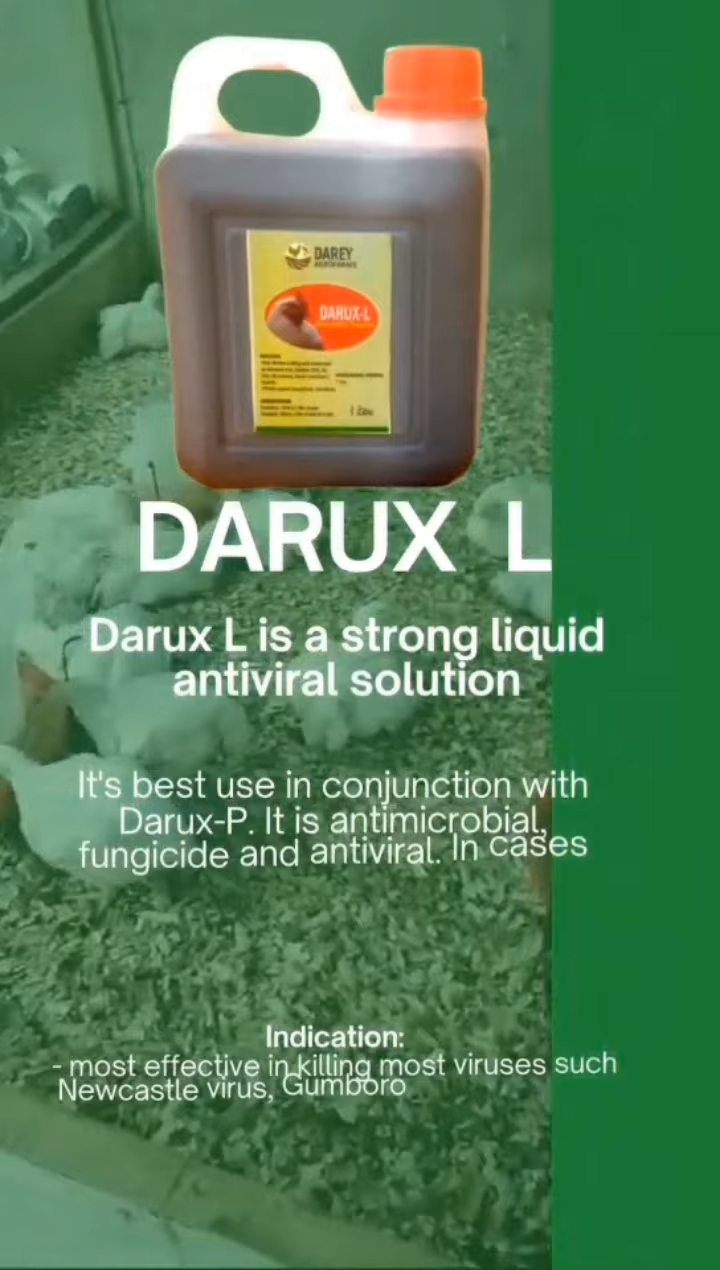 DAREY
DARUX-L
1 Litre
DARUX L
Darux L is a strong liquid
antiviral solution
It's best use in conjunction with
Darux-P. It is antimicrobial,
fungicide and antiviral. In cases
Indication:
- most effective in killing most viruses such
Newcastle virus, Gumboro